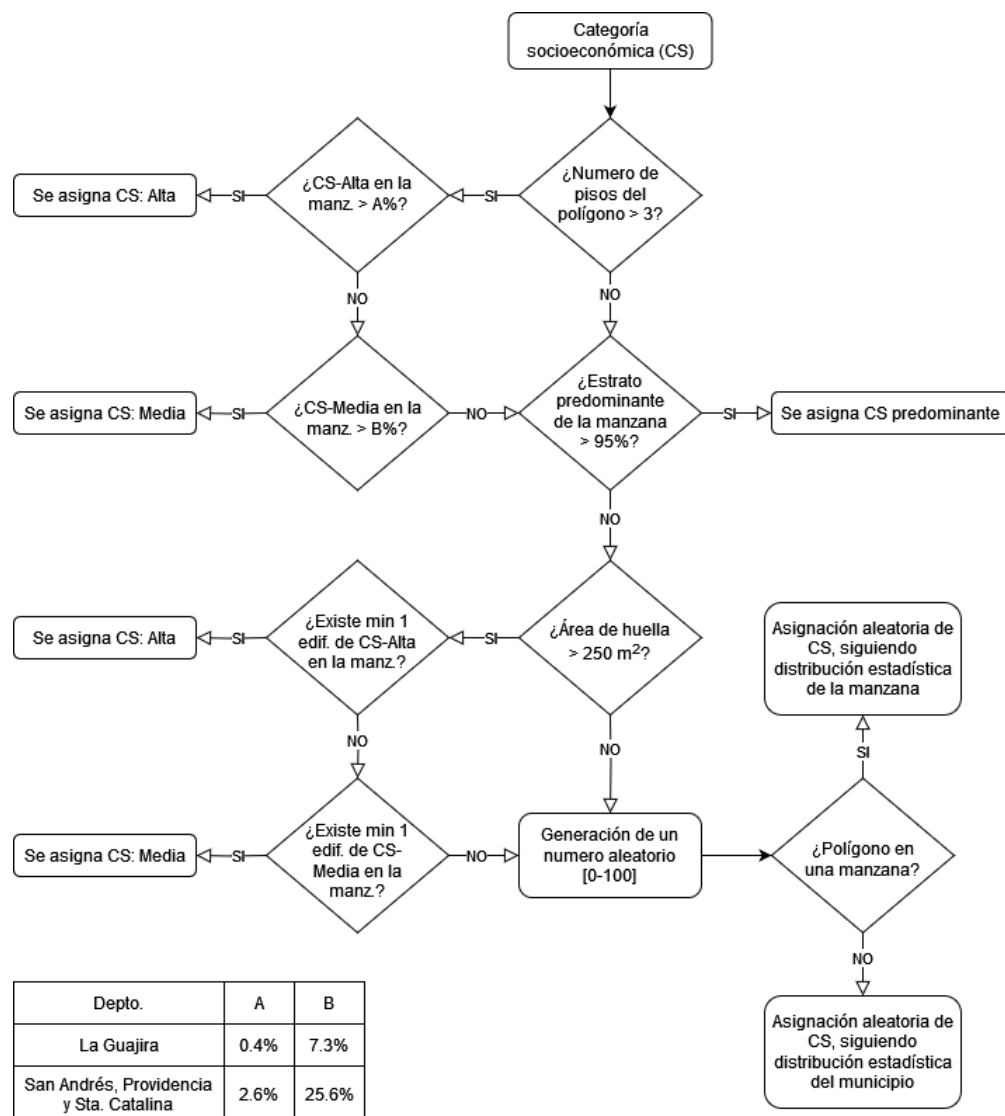 Categoría
socioeconómica (CS)
¿Numero de
pisos del
polígono > 3?
SI
¿CS-Alta en la
manz. > A%?
SI
Se asigna CS: Alta
NO
NO
¿CS-Media en la
manz. > B%?
SI
Se asigna CS: Media
NO
¿Estrato
predominante
de la manzana
> 95%?
SI
Se asigna CS predominante
NO
¿Área de huella
> 250 m²?
SI
¿Existe min 1
edif. de CS-Alta
en la manz.?
SI
Se asigna CS: Alta
NO
NO
¿Existe min 1
edif. de CS-
Media en la
manz.?
SI
Se asigna CS: Media
NO
Generación de un
numero aleatorio
[0-100]
¿Polígono en
una manzana?
SI
Asignación aleatoria de
CS, siguiendo
distribución estadística
de la manzana
NO
Asignación aleatoria de
CS, siguiendo
distribución estadística
del municipio
Depto. A B
La Guajira 0.4% 7.3%
San Andrés, Providencia
y Sta. Catalina 2.6% 25.6%